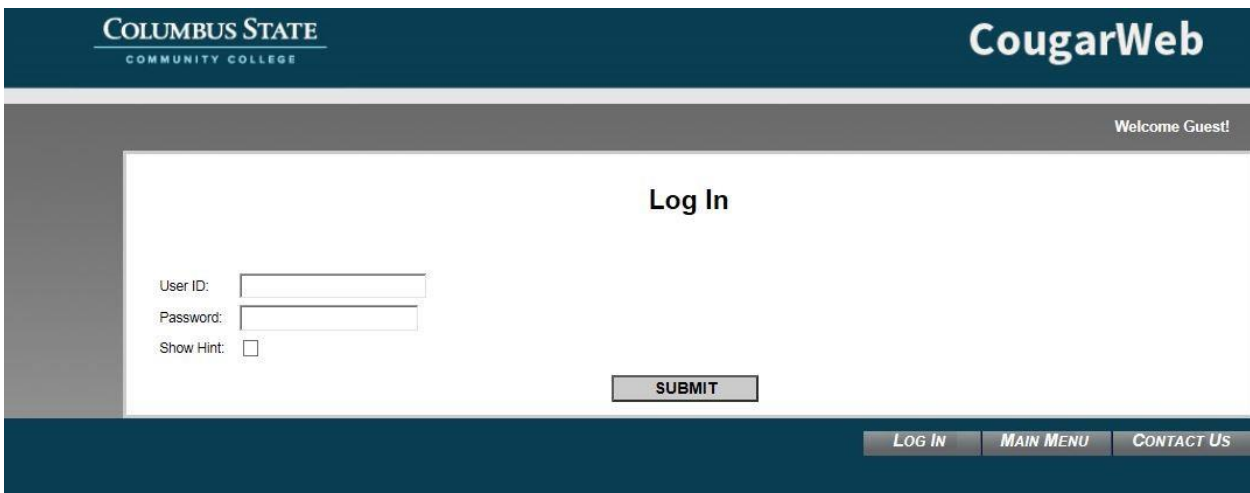 COLUMBUS STATE
COMMUNITY COLLEGE
CougarWeb
Welcome Guest!
Log In
User ID:
Password:
Show Hint:
SUBMIT
LOG IN MAIN MENU CONTACT US